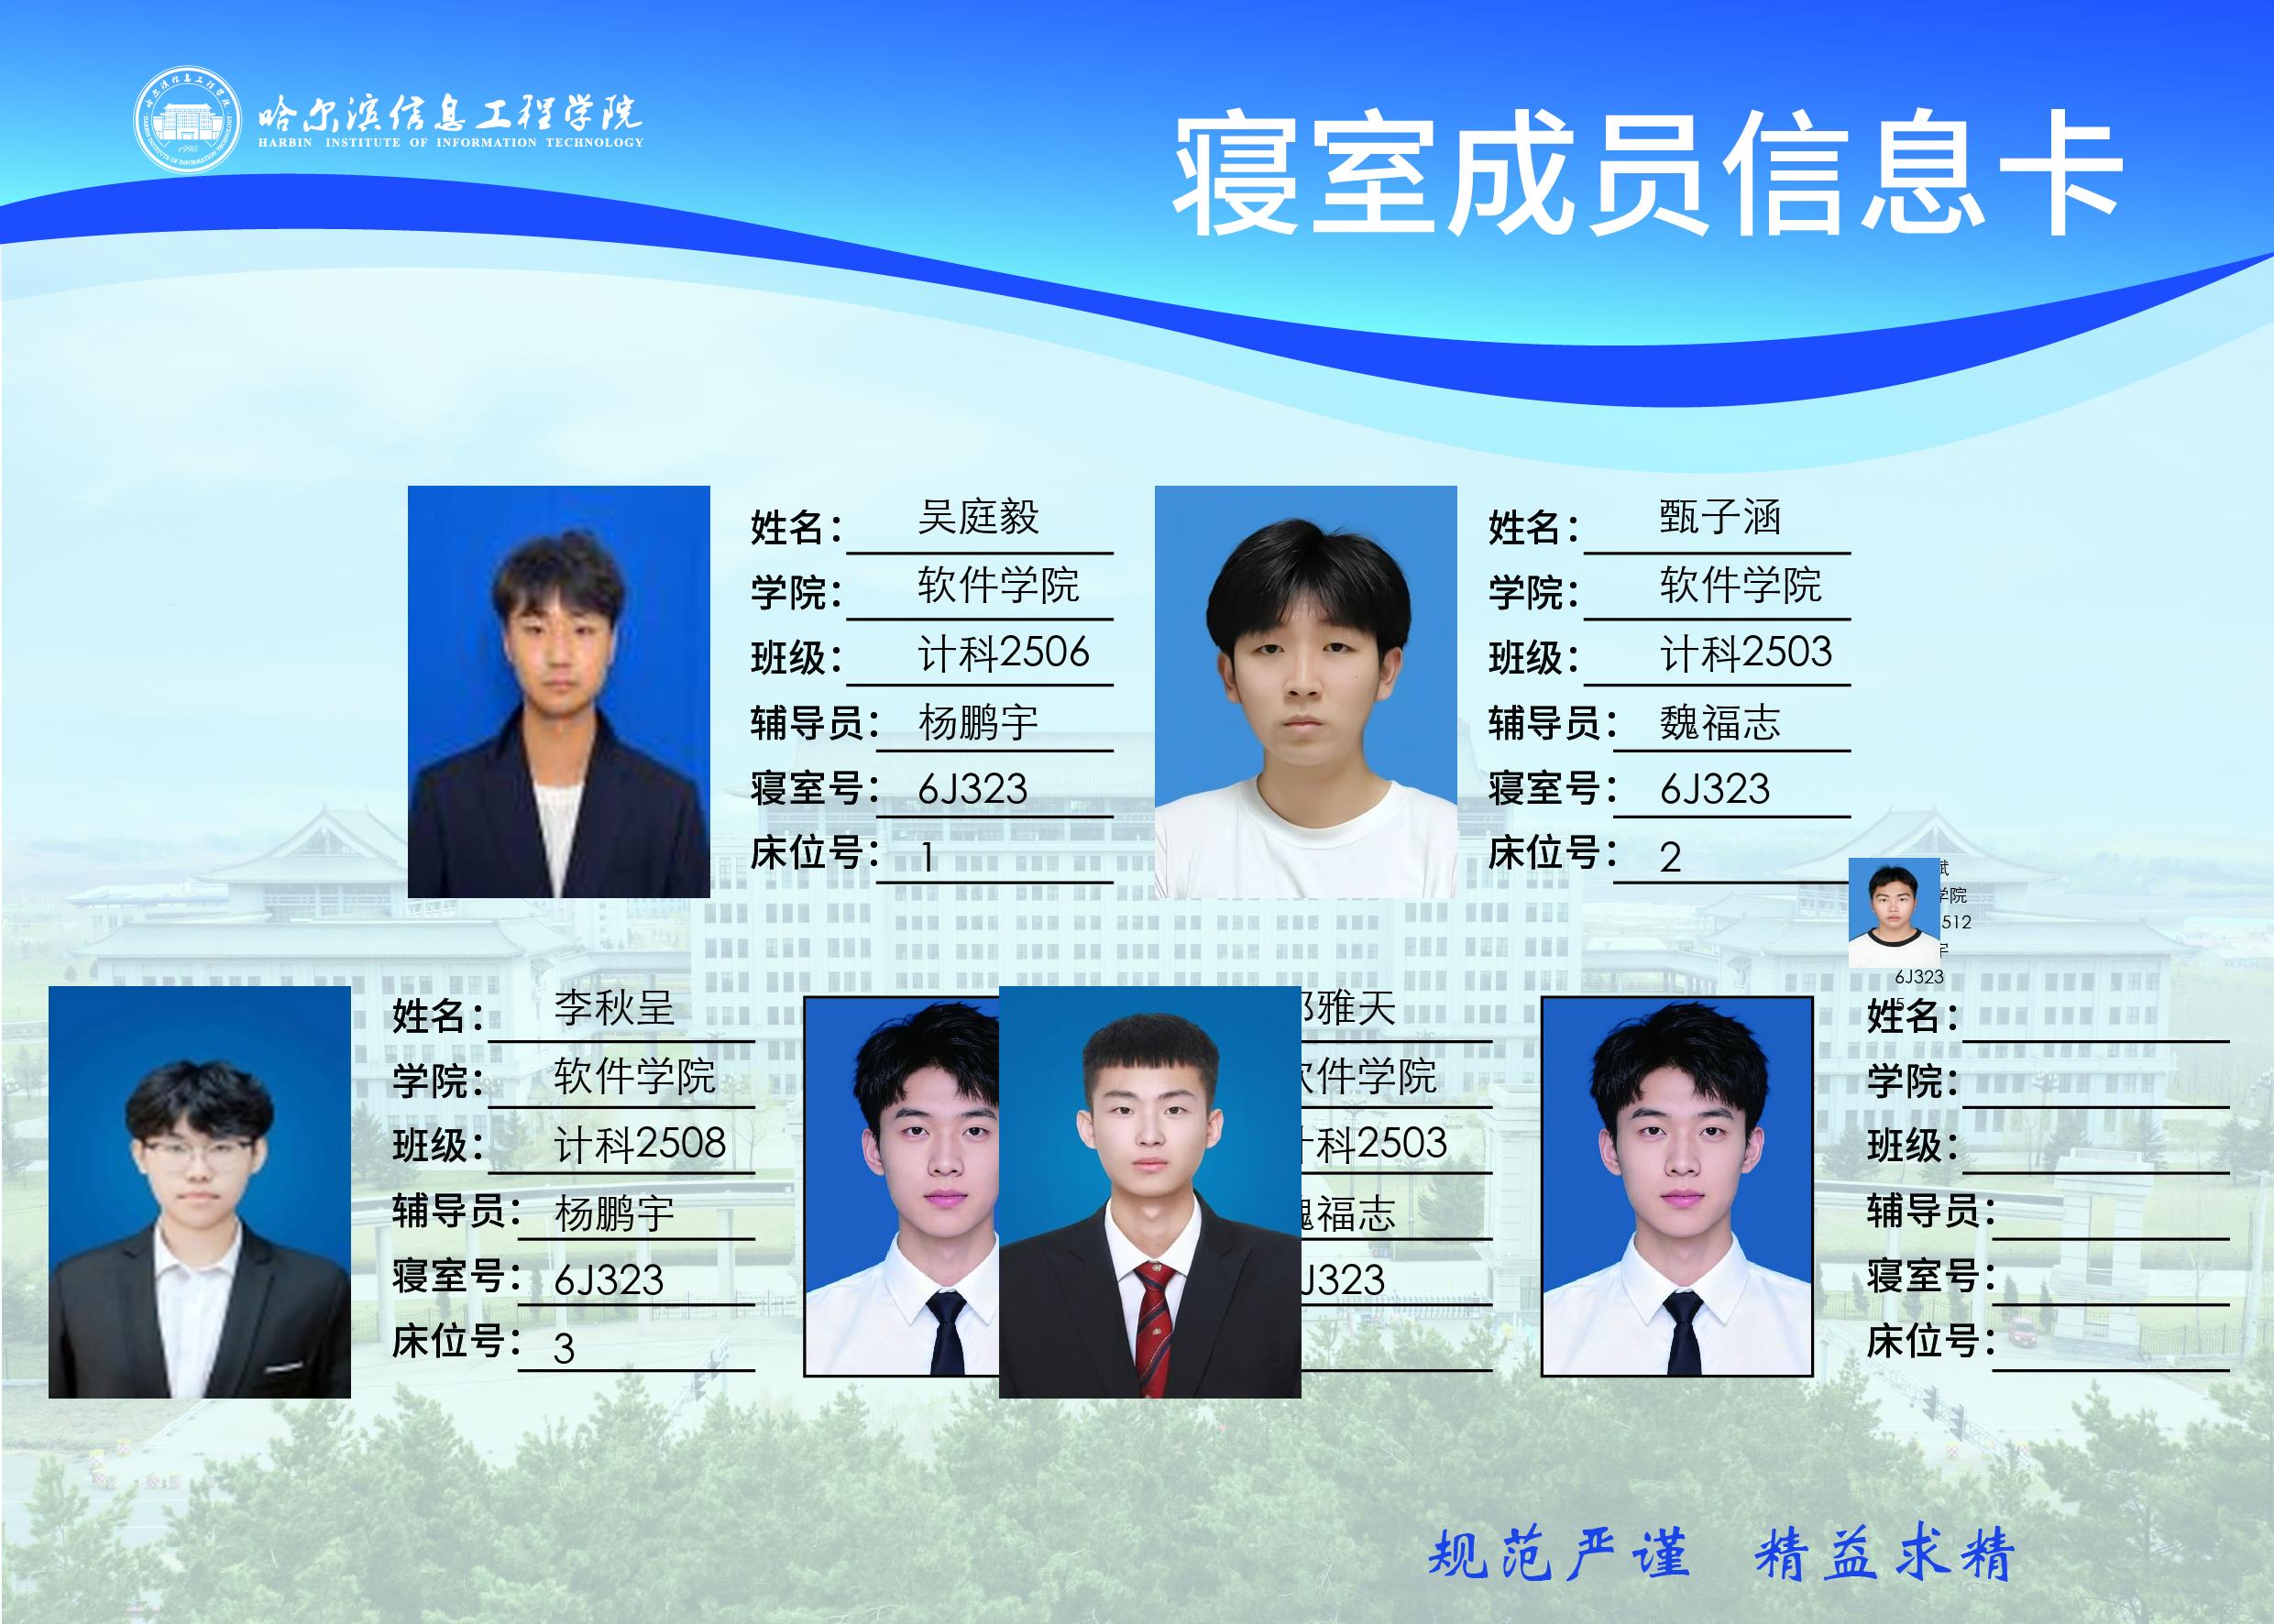 哈尔滨信息工程学院
HARBIN INSTITUTE OF INFORMATION TECHNOLOGY
1995
寝室成员信息卡
姓名： 吴庭毅
学院： 软件学院
班级： 计科2506
辅导员： 杨鹏宇
寝室号： 6J323
床位号： 1
姓名： 甄子涵
学院： 软件学院
班级： 计科2503
辅导员： 魏福志
寝室号： 6J323
床位号： 2
学院
512
6J323
姓名： 李秋呈
学院： 软件学院
班级： 计科2508
辅导员： 杨鹏宇
寝室号： 6J323
床位号： 3
雅天
件学院
科2503
福志
J323
姓名：
学院：
班级：
辅导员：
寝室号：
床位号：
规范严谨 精益求精